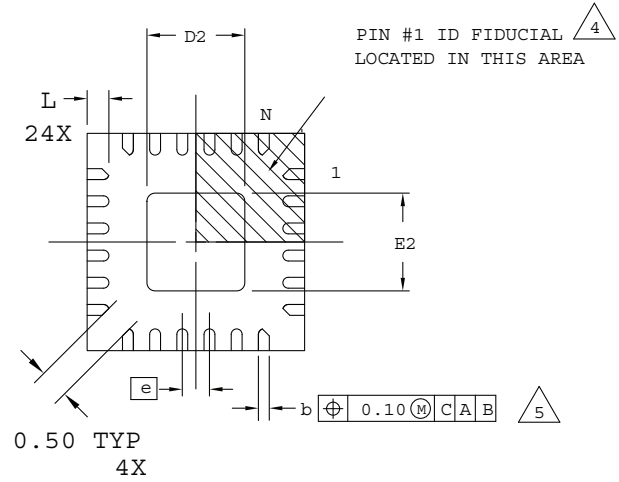 D2
PIN #1 ID FIDUCIAL 4
LOCATED IN THIS AREA
L
24X
N
1
E2
e
b ⌖ 0.10 Ⓜ C A B 5
0.50 TYP
4X